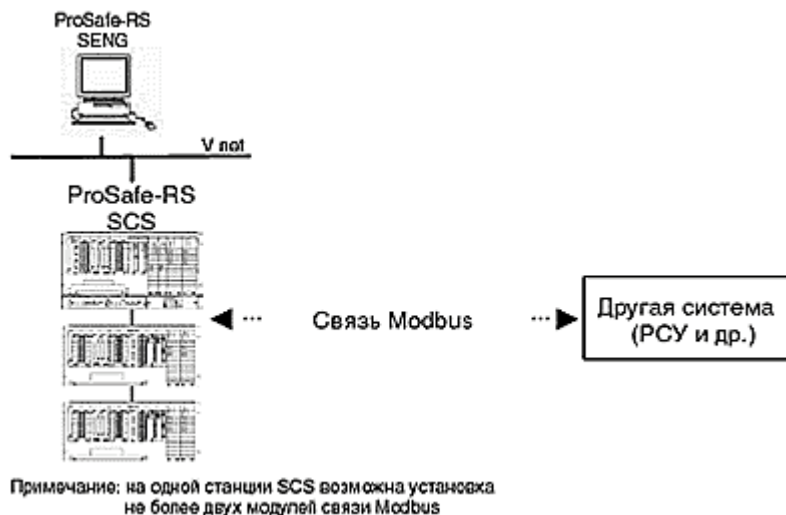 ProSafe-RS
SENG
V net
ProSafe-RS
SCS
Связь Modbus
Другая система
(РСУ и др.)
Примечание: на одной станции SCS возможна установка
не более двух модулей связи Modbus